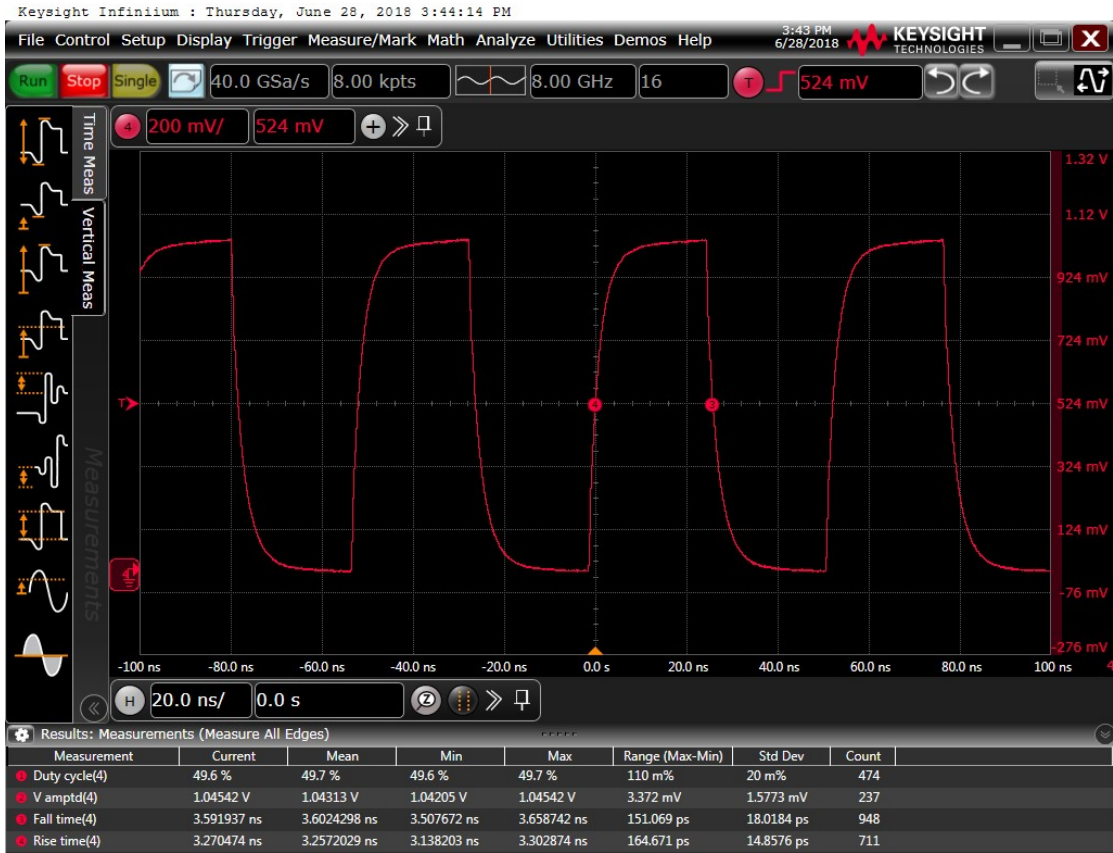 Keysight Infiniium : Thursday, June 28, 2018 3:44:14 PM
File Control Setup Display Trigger Measure/Mark Math Analyze Utilities Demos Help 3:43 PM 6/28/2018 KEYSIGHT TECHNOLOGIES X
Run Stop Single 40.0 GSa/s 8.00 kpts 8.00 GHz 16 T 524 mV
4 200 mV/ 524 mV +
Time Meas
Vertical Meas
Measurements
1.32 V
1.12 V
924 mV
724 mV
T 4 3 524 mV
324 mV
124 mV
-76 mV
-276 mV
-100 ns -80.0 ns -60.0 ns -40.0 ns -20.0 ns 0.0 s 20.0 ns 40.0 ns 60.0 ns 80.0 ns 100 ns 4
H 20.0 ns/ 0.0 s Z
Results: Measurements (Measure All Edges)
Measurement Current Mean Min Max Range (Max-Min) Std Dev Count
1 Duty cycle(4) 49.6 % 49.7 % 49.6 % 49.7 % 110 m% 20 m% 474
2 V amptd(4) 1.04542 V 1.04313 V 1.04205 V 1.04542 V 3.372 mV 1.5773 mV 237
3 Fall time(4) 3.591937 ns 3.6024298 ns 3.507672 ns 3.658742 ns 151.069 ps 18.0184 ps 948
4 Rise time(4) 3.270474 ns 3.2572029 ns 3.138203 ns 3.302874 ns 164.671 ps 14.8576 ps 711